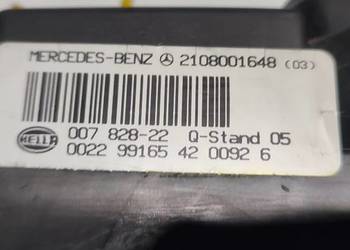 MERCEDES-BENZ 2108001648 (03)
HELLA 007 828-22 Q-Stand 05
0022 99165 42 0092 6